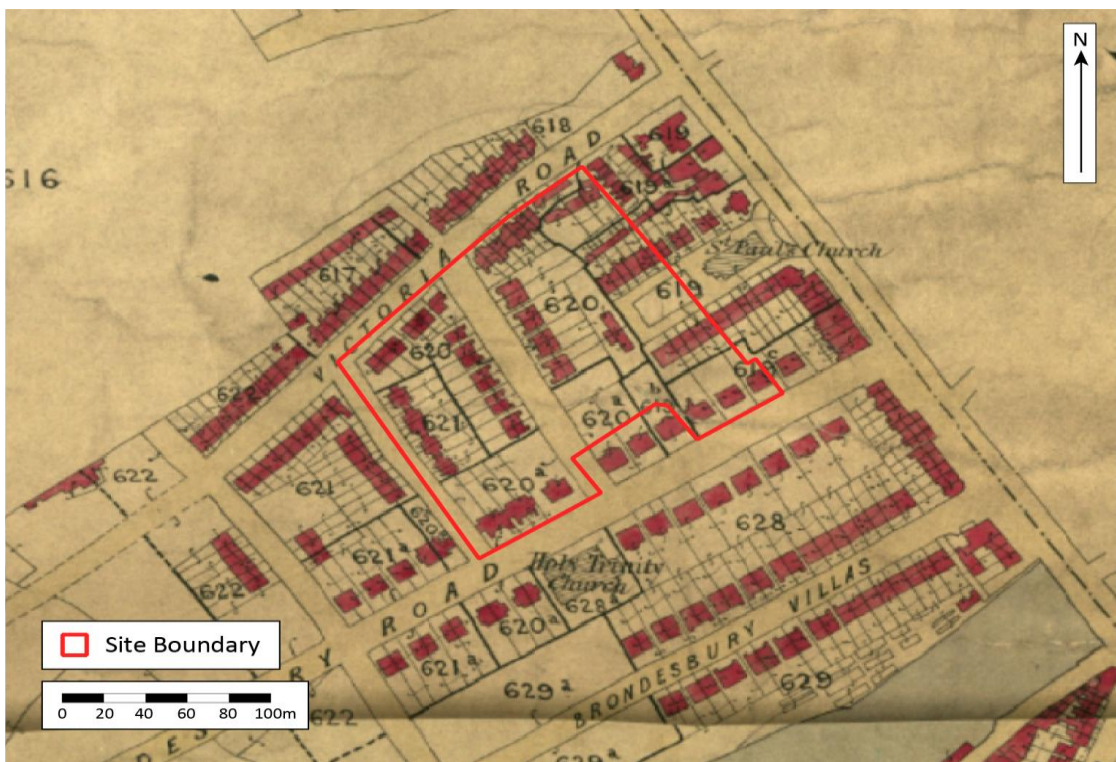 N
616
618
619
ROAD
619ᵃ
617
VICTORIA
St. Paul's Church
620
619
620
622
621
620ᵃ
622
621
620ᵃ
628
621ᵃ
622
Holy Trinity
Church
628ᵃ
ROAD
620ᵃ
VILLAS
621ᵃ
629ᵃ
BRONDESBURY
629
622
Site Boundary
0 20 40 60 80 100m